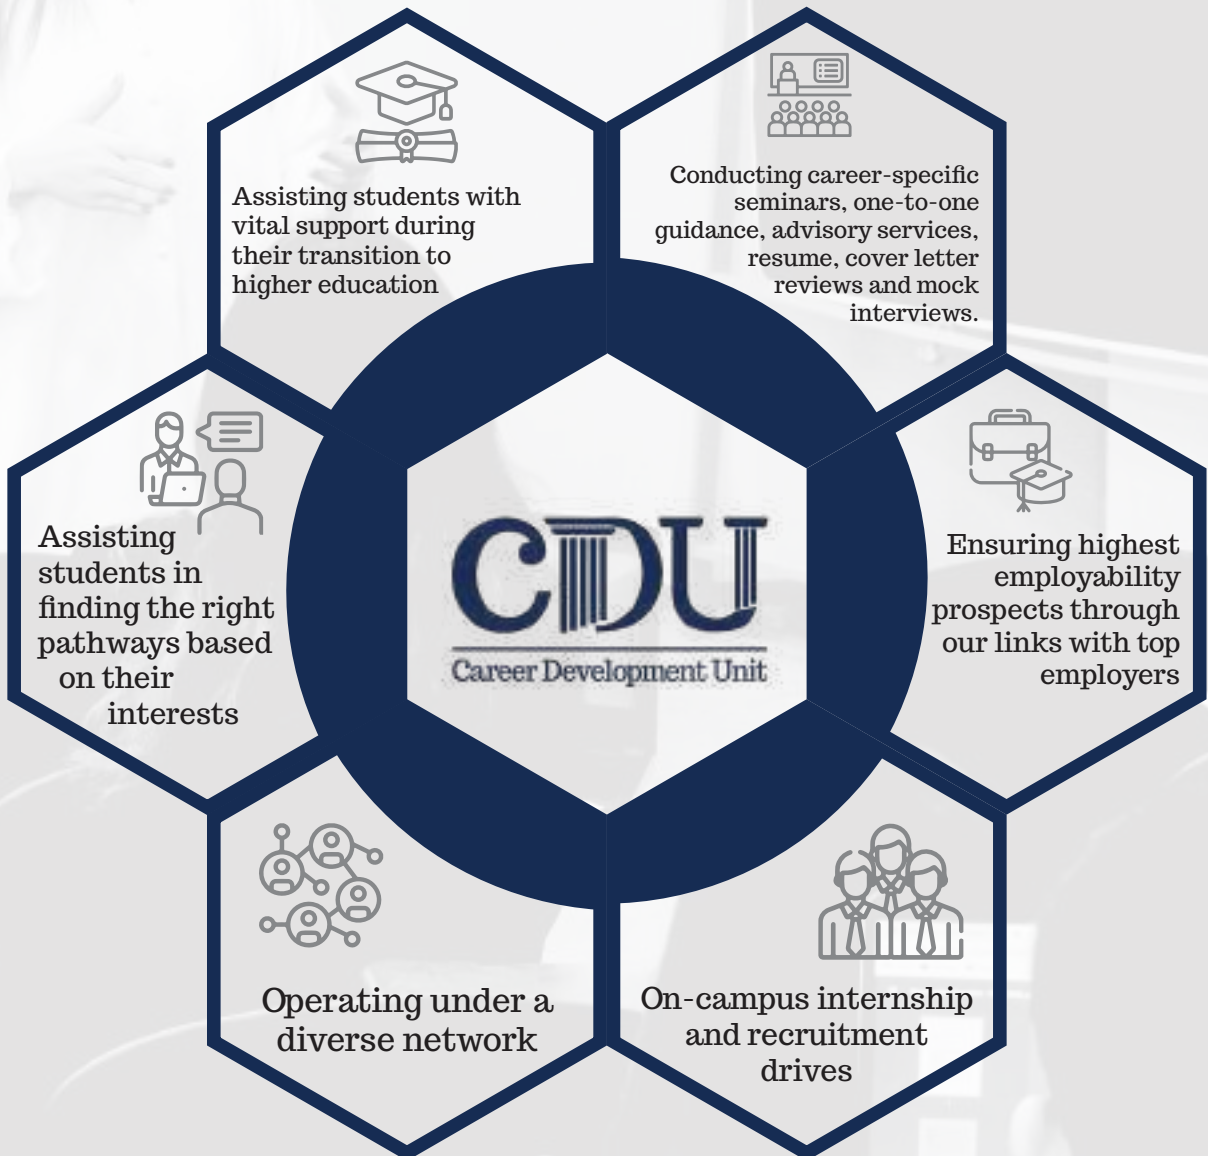 Assisting students with
vital support during
their transition to
higher education
Conducting career-specific
seminars, one-to-one
guidance, advisory services,
resume, cover letter
reviews and mock
interviews.
Assisting
students in
finding the right
pathways based
on their
interests
CDU
Career Development Unit
Ensuring highest
employability
prospects through
our links with top
employers
Operating under a
diverse network
On-campus internship
and recruitment
drives